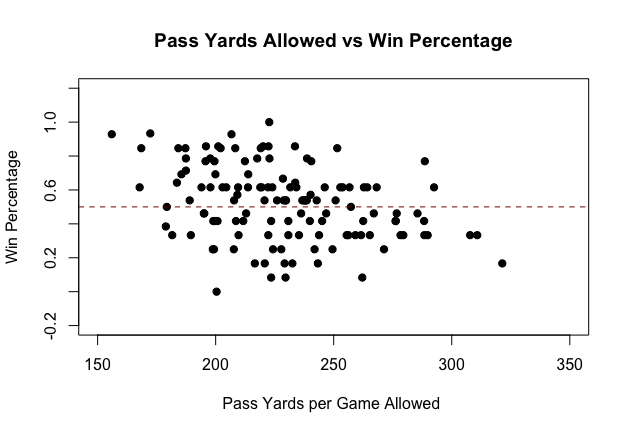 Pass Yards Allowed vs Win Percentage
Win Percentage
1.0
0.6
0.2
-0.2
150 200 250 300 350
Pass Yards per Game Allowed